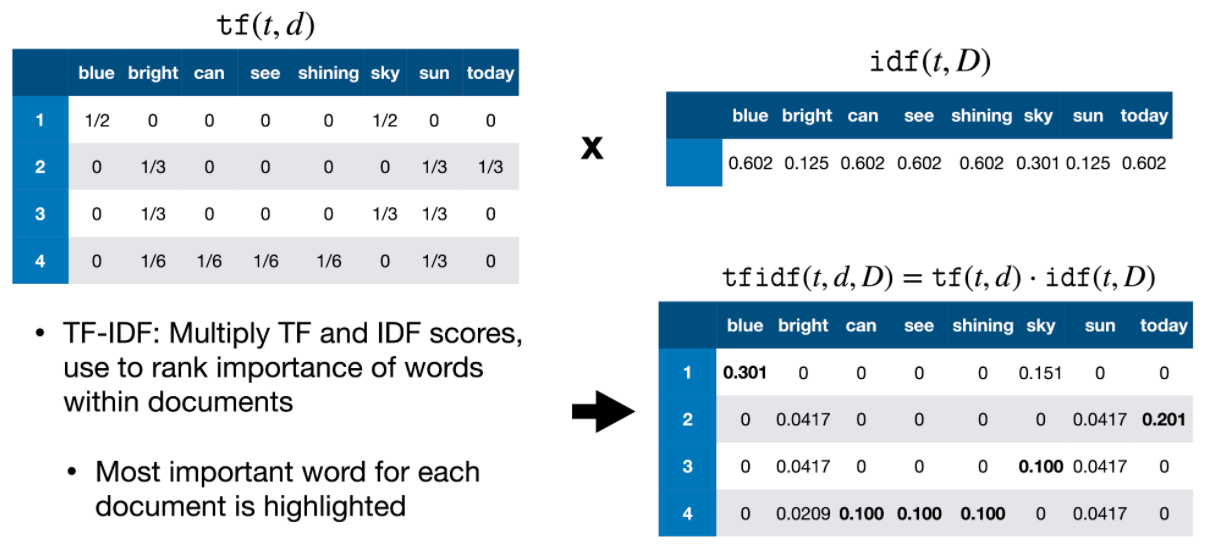 tf(t, d)
blue bright can see shining sky sun today
1 1/2 0 0 0 0 1/2 0 0
2 0 1/3 0 0 0 0 1/3 1/3
3 0 1/3 0 0 0 1/3 1/3 0
4 0 1/6 1/6 1/6 1/6 0 1/3 0
x
idf(t, D)
blue bright can see shining sky sun today
0.602 0.125 0.602 0.602 0.602 0.301 0.125 0.602
• TF-IDF: Multiply TF and IDF scores,
use to rank importance of words
within documents
• Most important word for each
document is highlighted
tfidf(t, d, D) = tf(t, d) · idf(t, D)
blue bright can see shining sky sun today
1 0.301 0 0 0 0 0.151 0 0
2 0 0.0417 0 0 0 0 0.0417 0.201
3 0 0.0417 0 0 0 0.100 0.0417 0
4 0 0.0209 0.100 0.100 0.100 0 0.0417 0